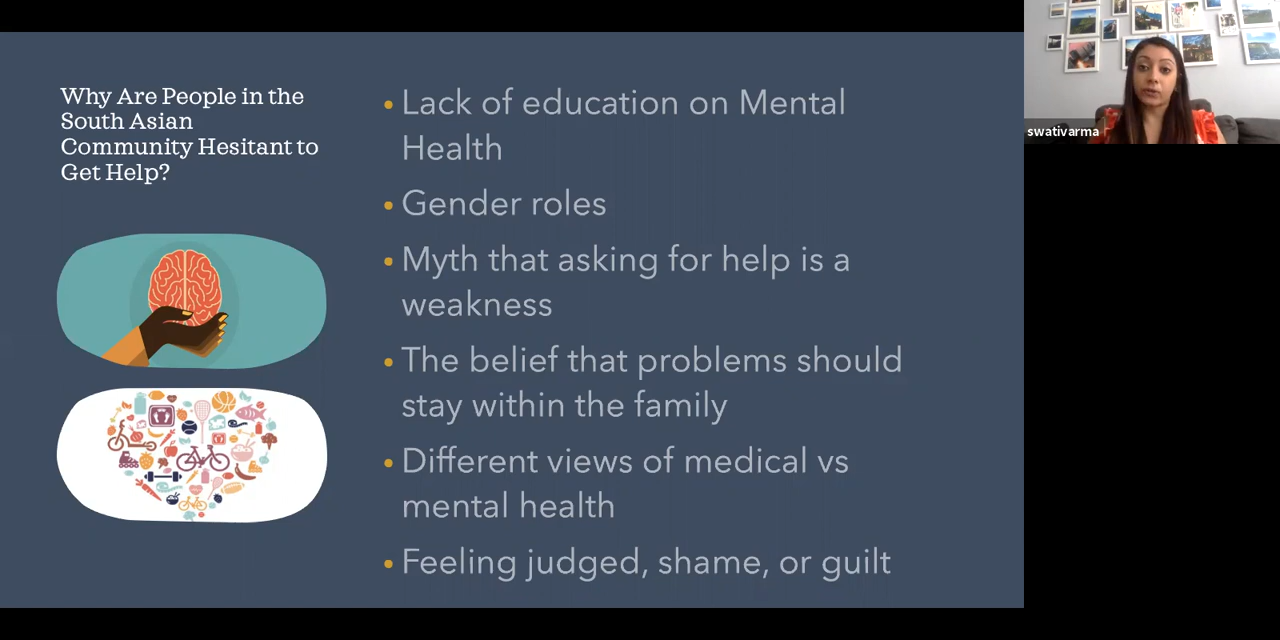 Why Are People in the
South Asian
Community Hesitant to
Get Help?
• Lack of education on Mental
Health
• Gender roles
• Myth that asking for help is a
weakness
• The belief that problems should
stay within the family
• Different views of medical vs
mental health
• Feeling judged, shame, or guilt
swativarma